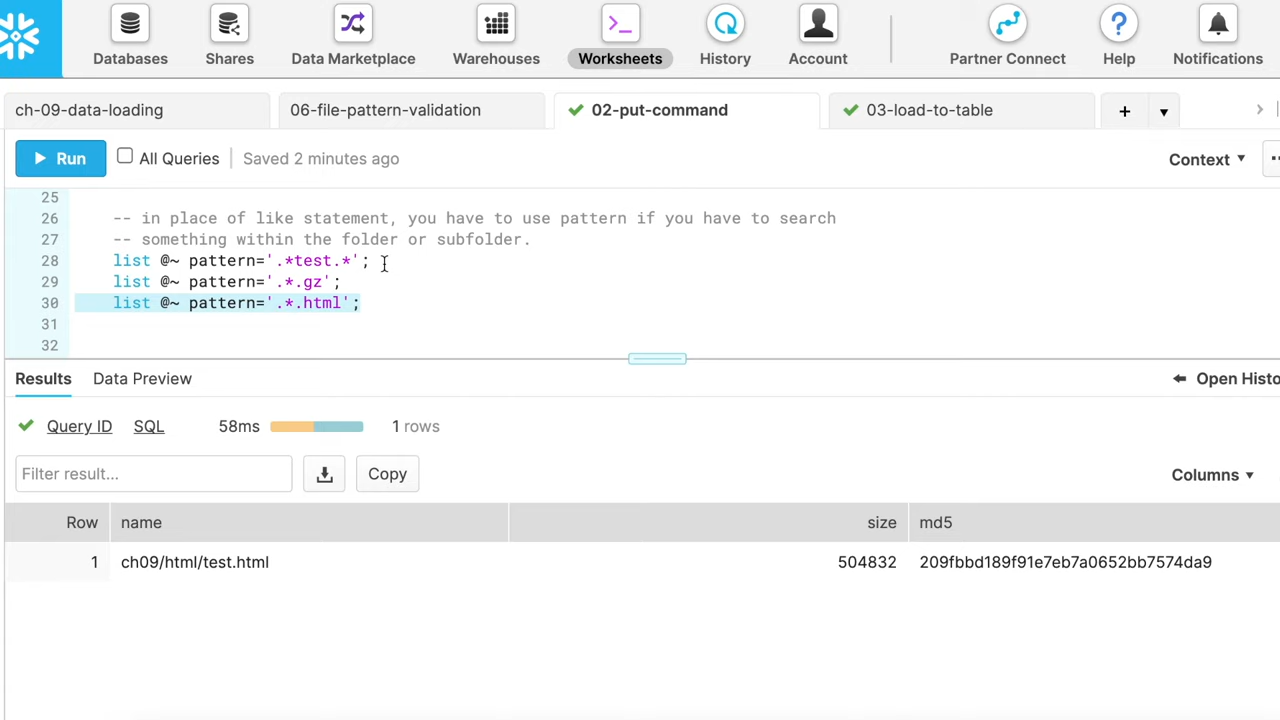 Databases Shares Data Marketplace Warehouses Worksheets History Account Partner Connect Help Notifications
ch-09-data-loading 06-file-pattern-validation 02-put-command 03-load-to-table +
Run All Queries Saved 2 minutes ago Context
25
26 -- in place of like statement, you have to use pattern if you have to search
27 -- something within the folder or subfolder.
28 list @~ pattern='.*test.*';
29 list @~ pattern='.*.gz';
30 list @~ pattern='.*.html';
31
32
Results Data Preview Open Histo
Query ID SQL 58ms 1 rows
Filter result... Copy Columns
Row name size md5
1 ch09/html/test.html 504832 209fbbd189f91e7eb7a0652bb7574da9